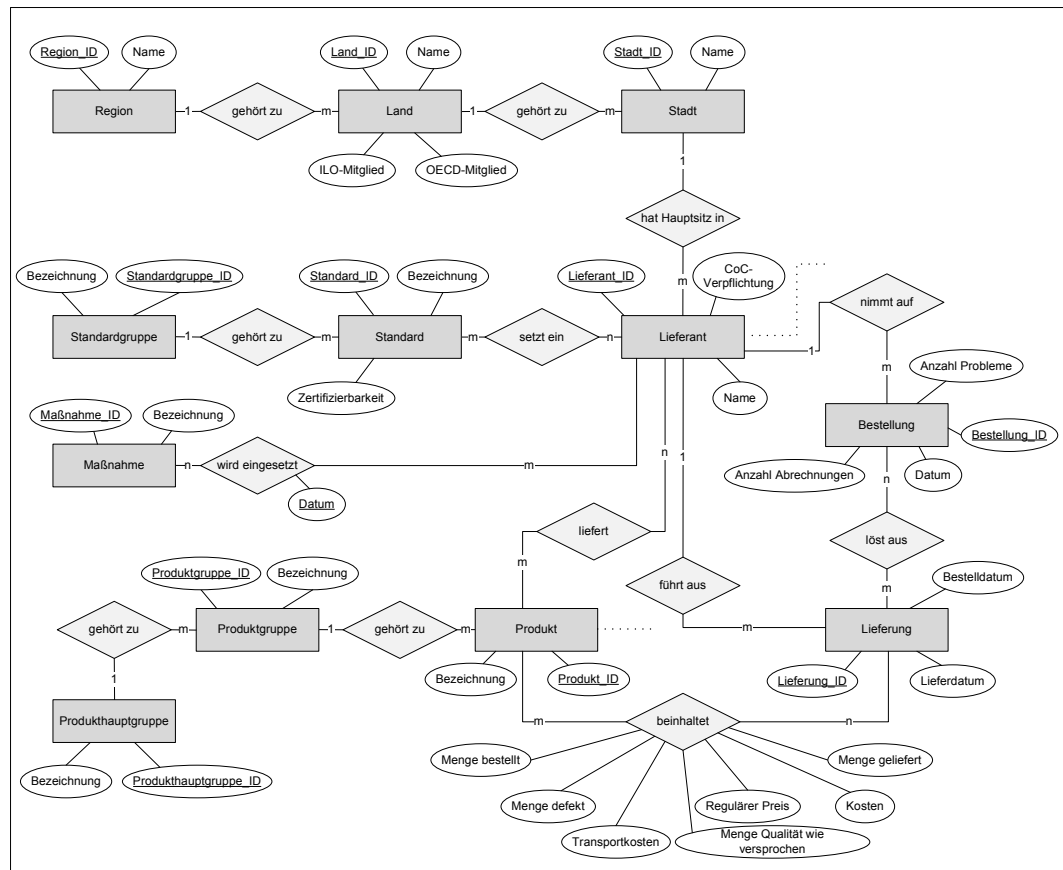 Region_ID
Name
Land_ID
Name
Stadt_ID
Name
Region
1
gehört zu
m
Land
1
gehört zu
m
Stadt
ILO-Mitglied
OECD-Mitglied
1
hat Hauptsitz in
m
Bezeichnung
Standardgruppe_ID
Standard_ID
Bezeichnung
Lieferant_ID
CoC-
Verpflichtung
nimmt auf
Standardgruppe
1
gehört zu
m
Standard
m
setzt ein
n
Lieferant
1
m
Zertifizierbarkeit
Name
Anzahl Probleme
Maßnahme_ID
Bezeichnung
Bestellung
Bestellung_ID
Maßnahme
n
wird eingesetzt
m
n
1
Anzahl Abrechnungen
Datum
n
Datum
liefert
löst aus
m
führt aus
m
Produktgruppe_ID
Bezeichnung
Bestelldatum
gehört zu
m
Produktgruppe
1
gehört zu
m
Produkt
m
Lieferung
1
Bezeichnung
Produkt_ID
Lieferung_ID
Lieferdatum
Produkthauptgruppe
m
beinhaltet
n
Bezeichnung
Produkthauptgruppe_ID
Menge bestellt
Menge geliefert
Menge defekt
Regulärer Preis
Kosten
Transportkosten
Menge Qualität wie
versprochen